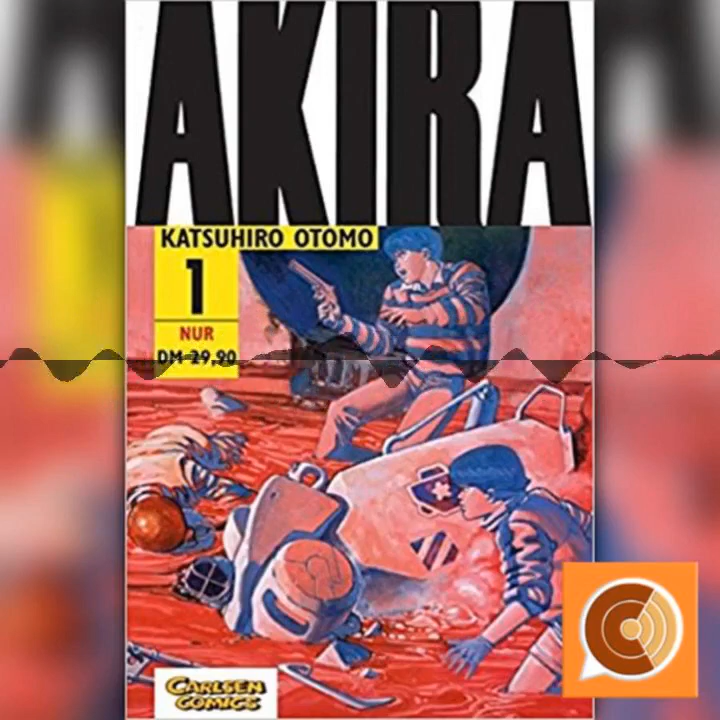 AKIRA
KATSUHIRO OTOMO
1
NUR
DM 29,90
CARLSEN
COMICS